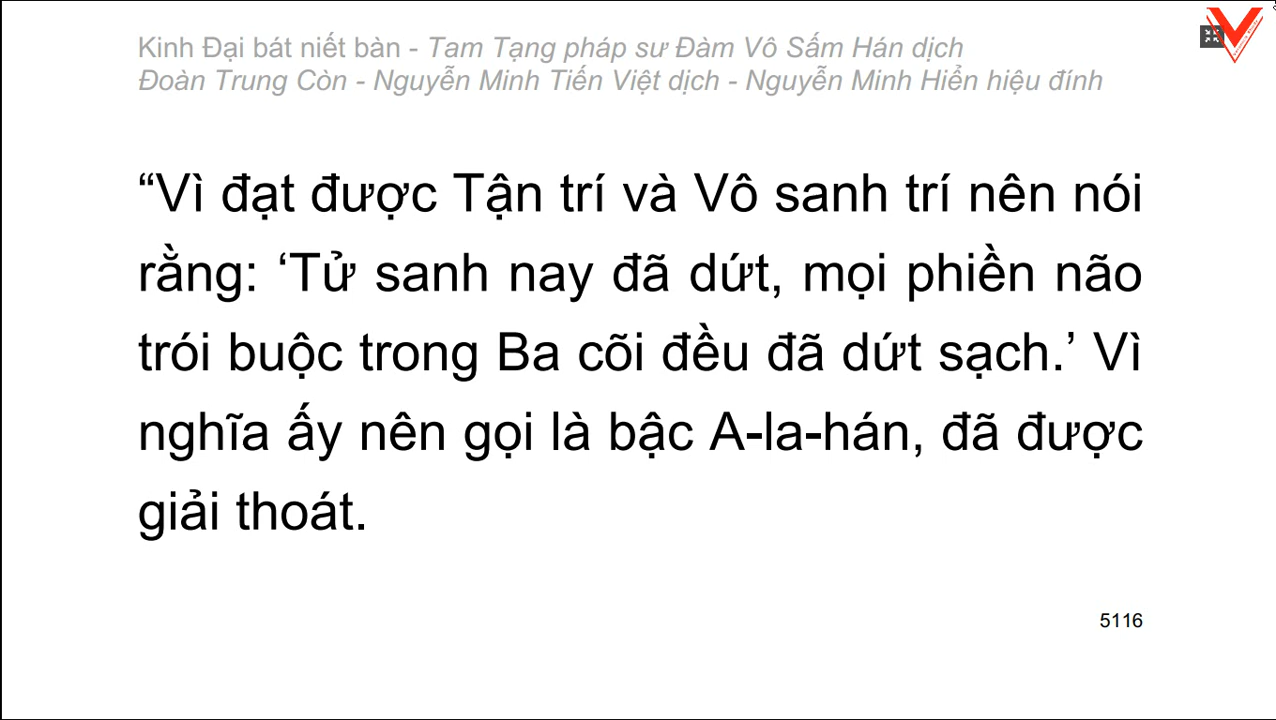 Kinh Đại bát niết bàn - Tam Tạng pháp sư Đàm Vô Sấm Hán dịch
Đoàn Trung Còn - Nguyễn Minh Tiến Việt dịch - Nguyễn Minh Hiển hiệu đính
“Vì đạt được Tận trí và Vô sanh trí nên nói
rằng: ‘Tử sanh nay đã dứt, mọi phiền não
trói buộc trong Ba cõi đều đã dứt sạch.’ Vì
nghĩa ấy nên gọi là bậc A-la-hán, đã được
giải thoát.
5116